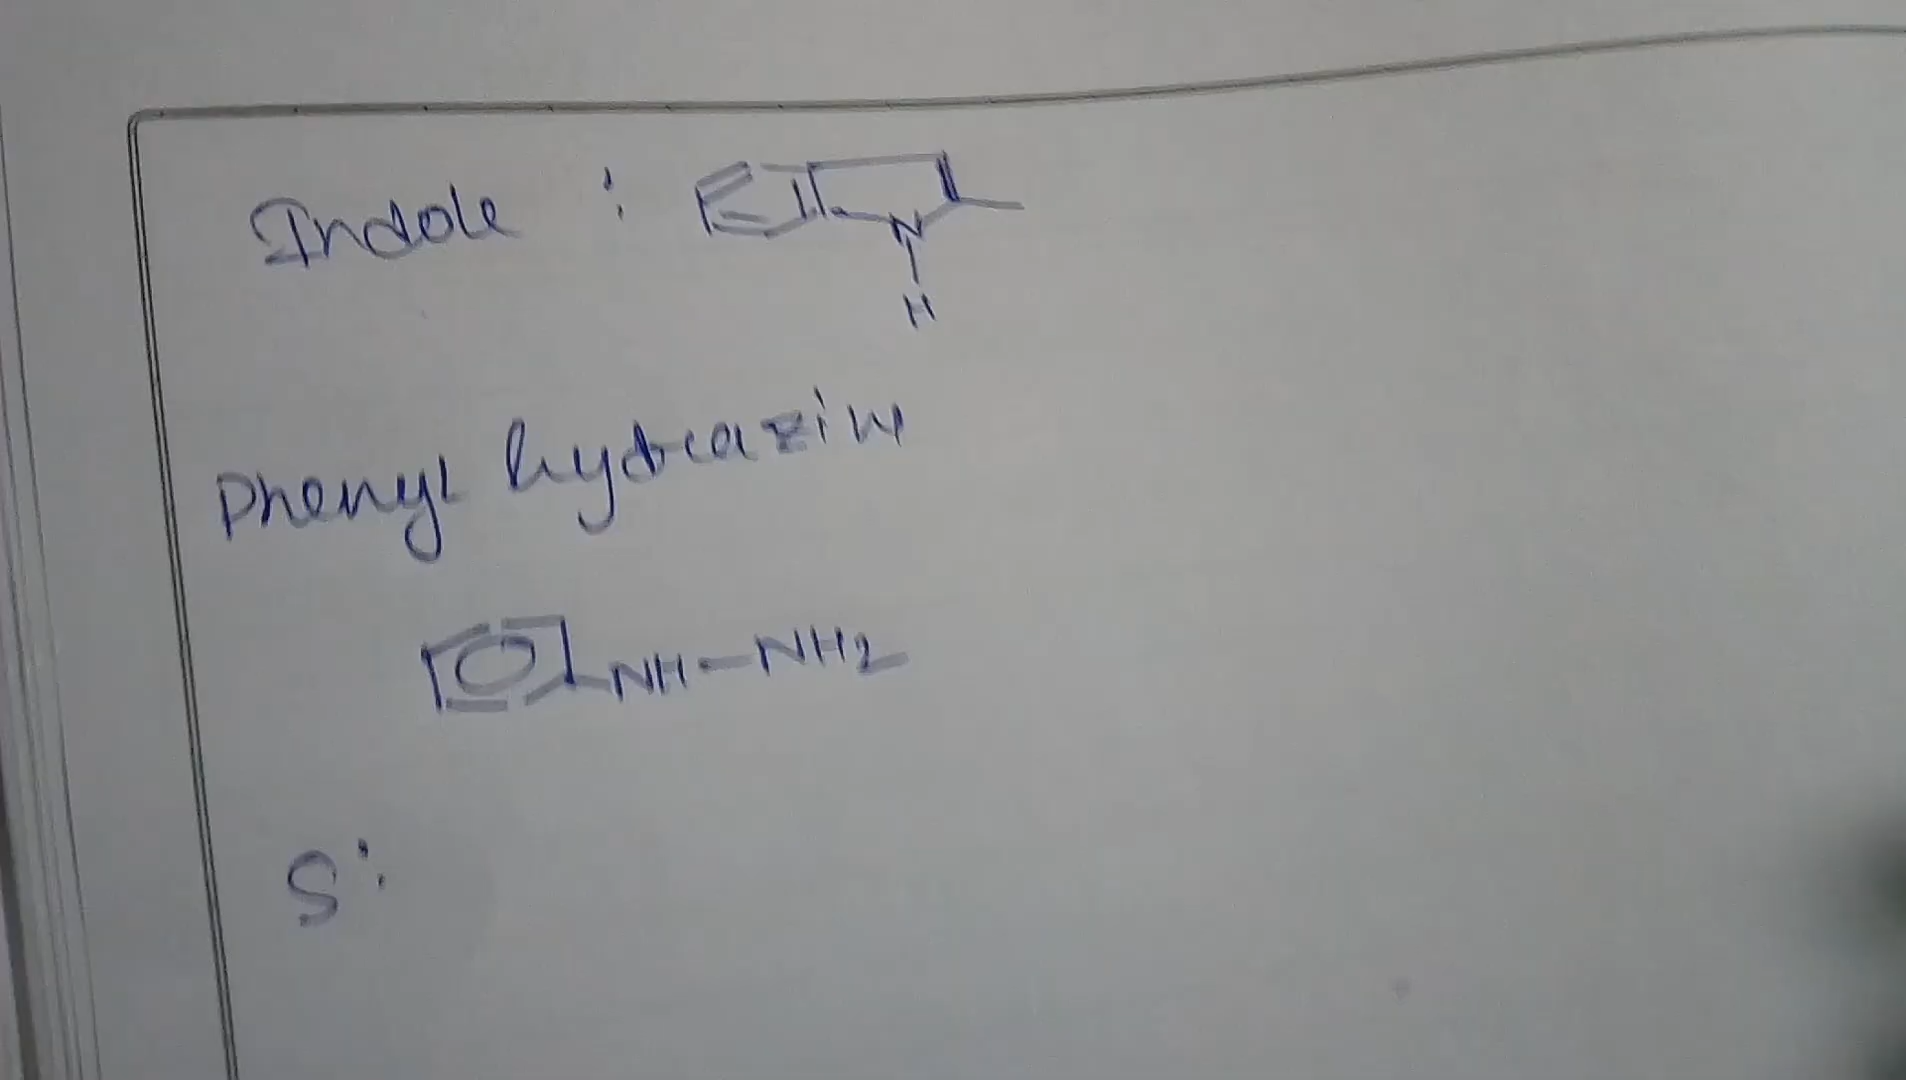 Indole :
N
H
Phenyl hydrazine
NH-NH2
S: